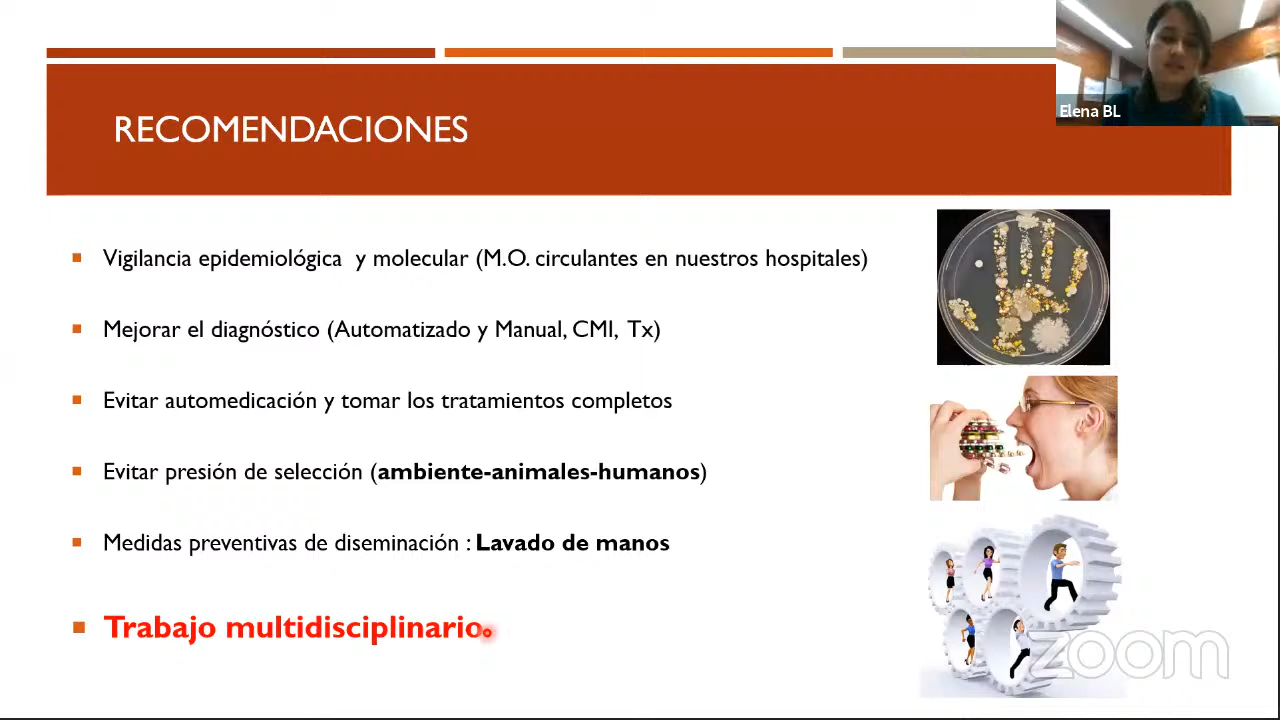 Elena BL
RECOMENDACIONES
Vigilancia epidemiológica y molecular (M.O. circulantes en nuestros hospitales)
Mejorar el diagnóstico (Automatizado y Manual, CMI, Tx)
Evitar automedicación y tomar los tratamientos completos
Evitar presión de selección (ambiente-animales-humanos)
Medidas preventivas de diseminación : Lavado de manos
Trabajo multidisciplinario
zoom